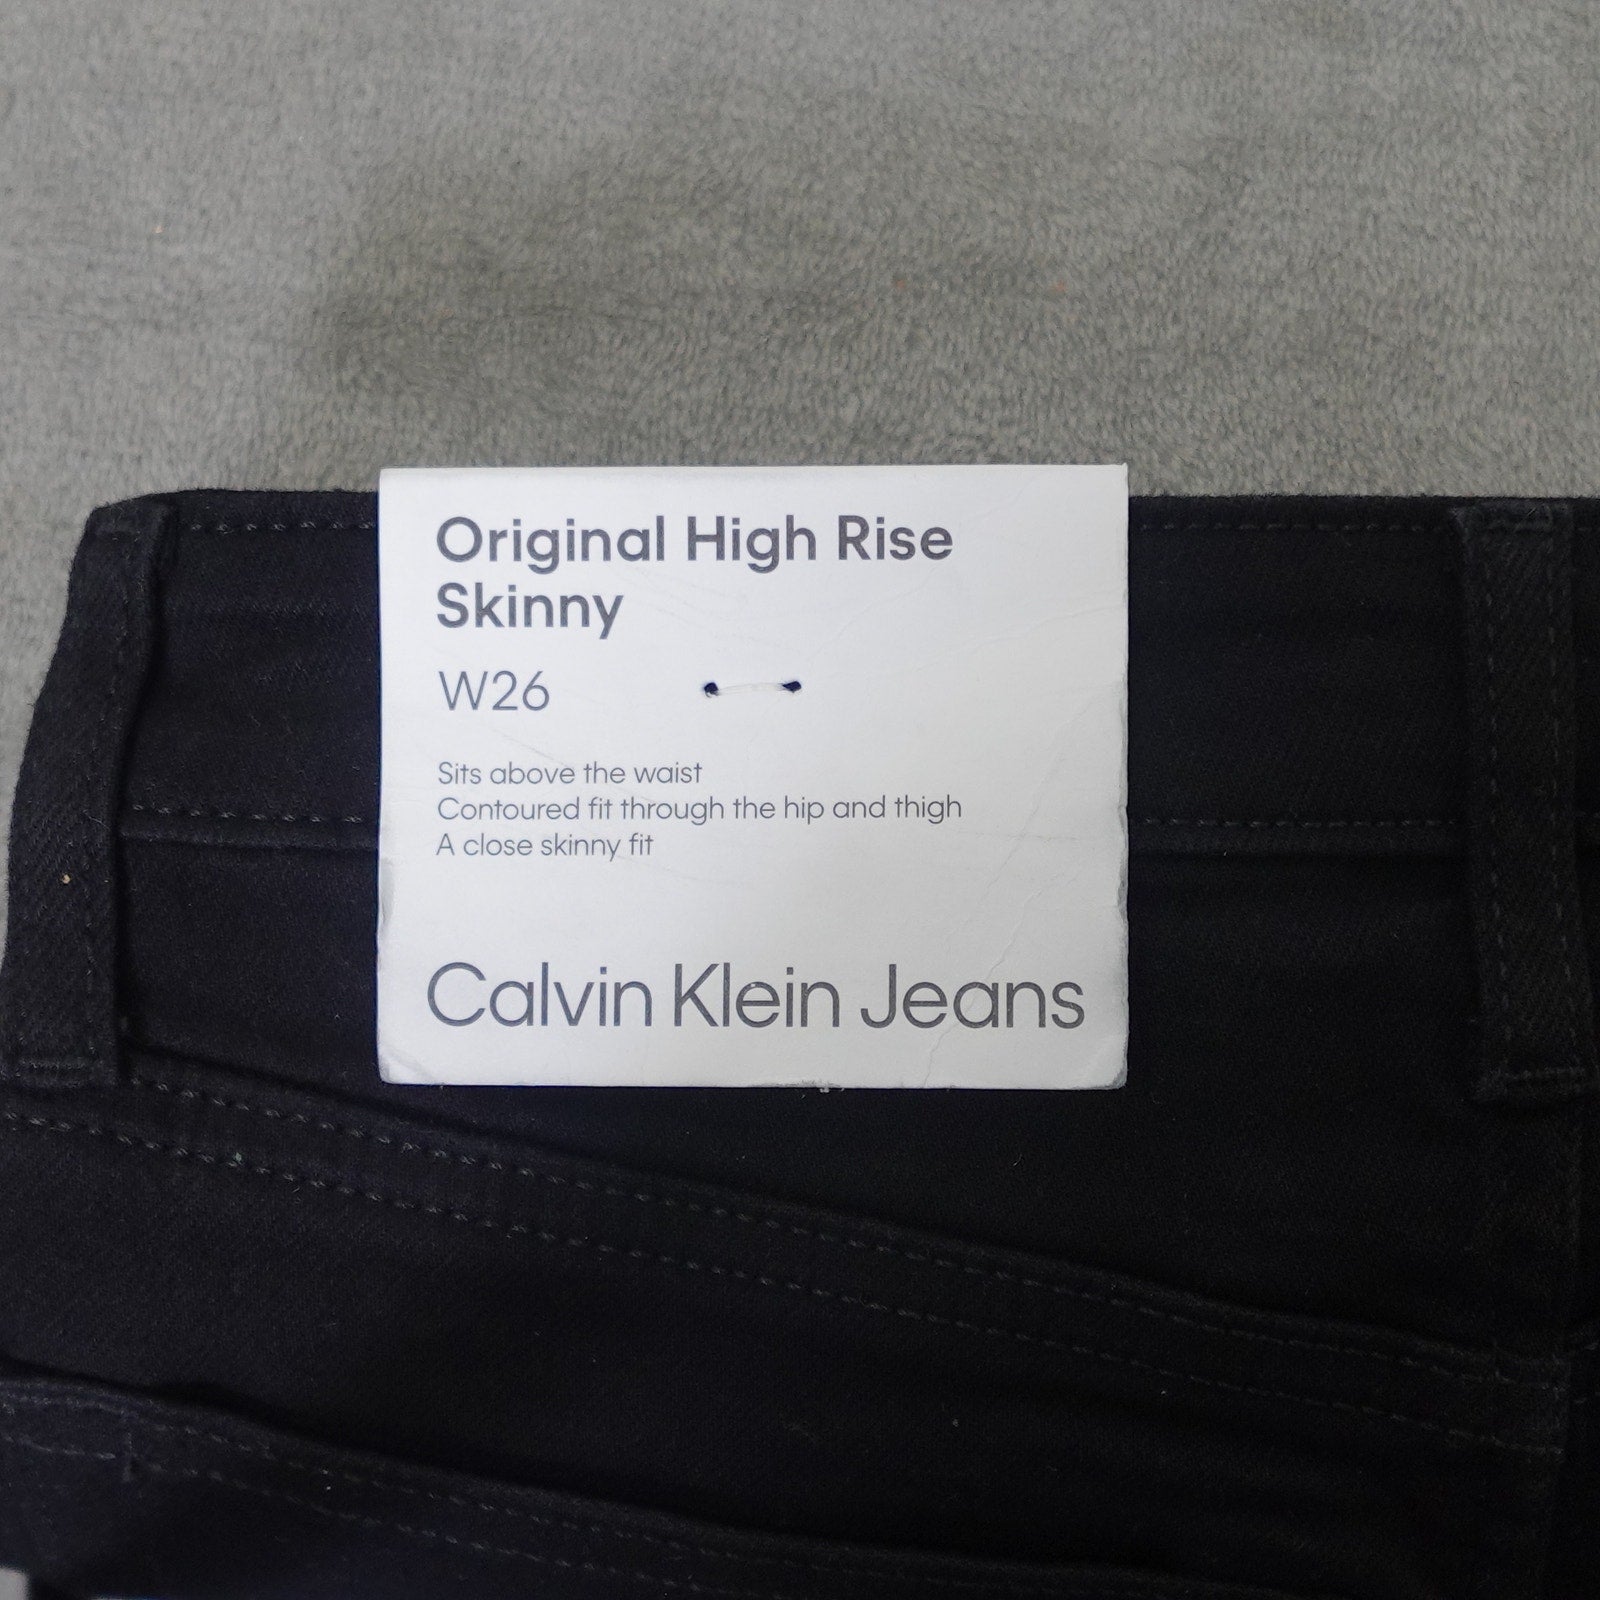 Original High Rise
Skinny
W26
Sits above the waist
Contoured fit through the hip and thigh
A close skinny fit
Calvin Klein Jeans